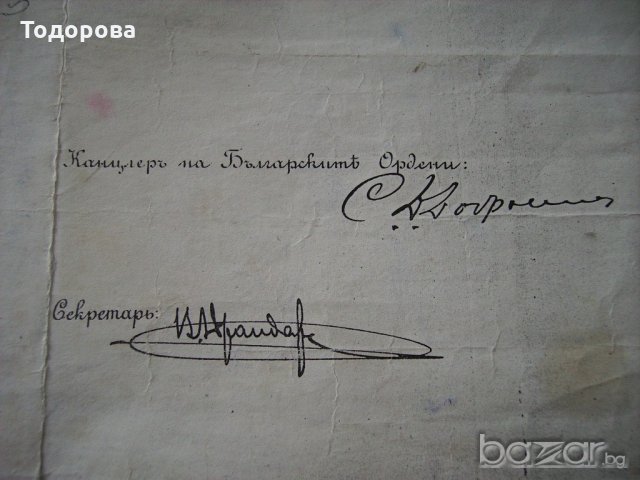 Тодорова
Канцлеръ на Българскитѣ Ордени:
Секретарь:
bazar.bg